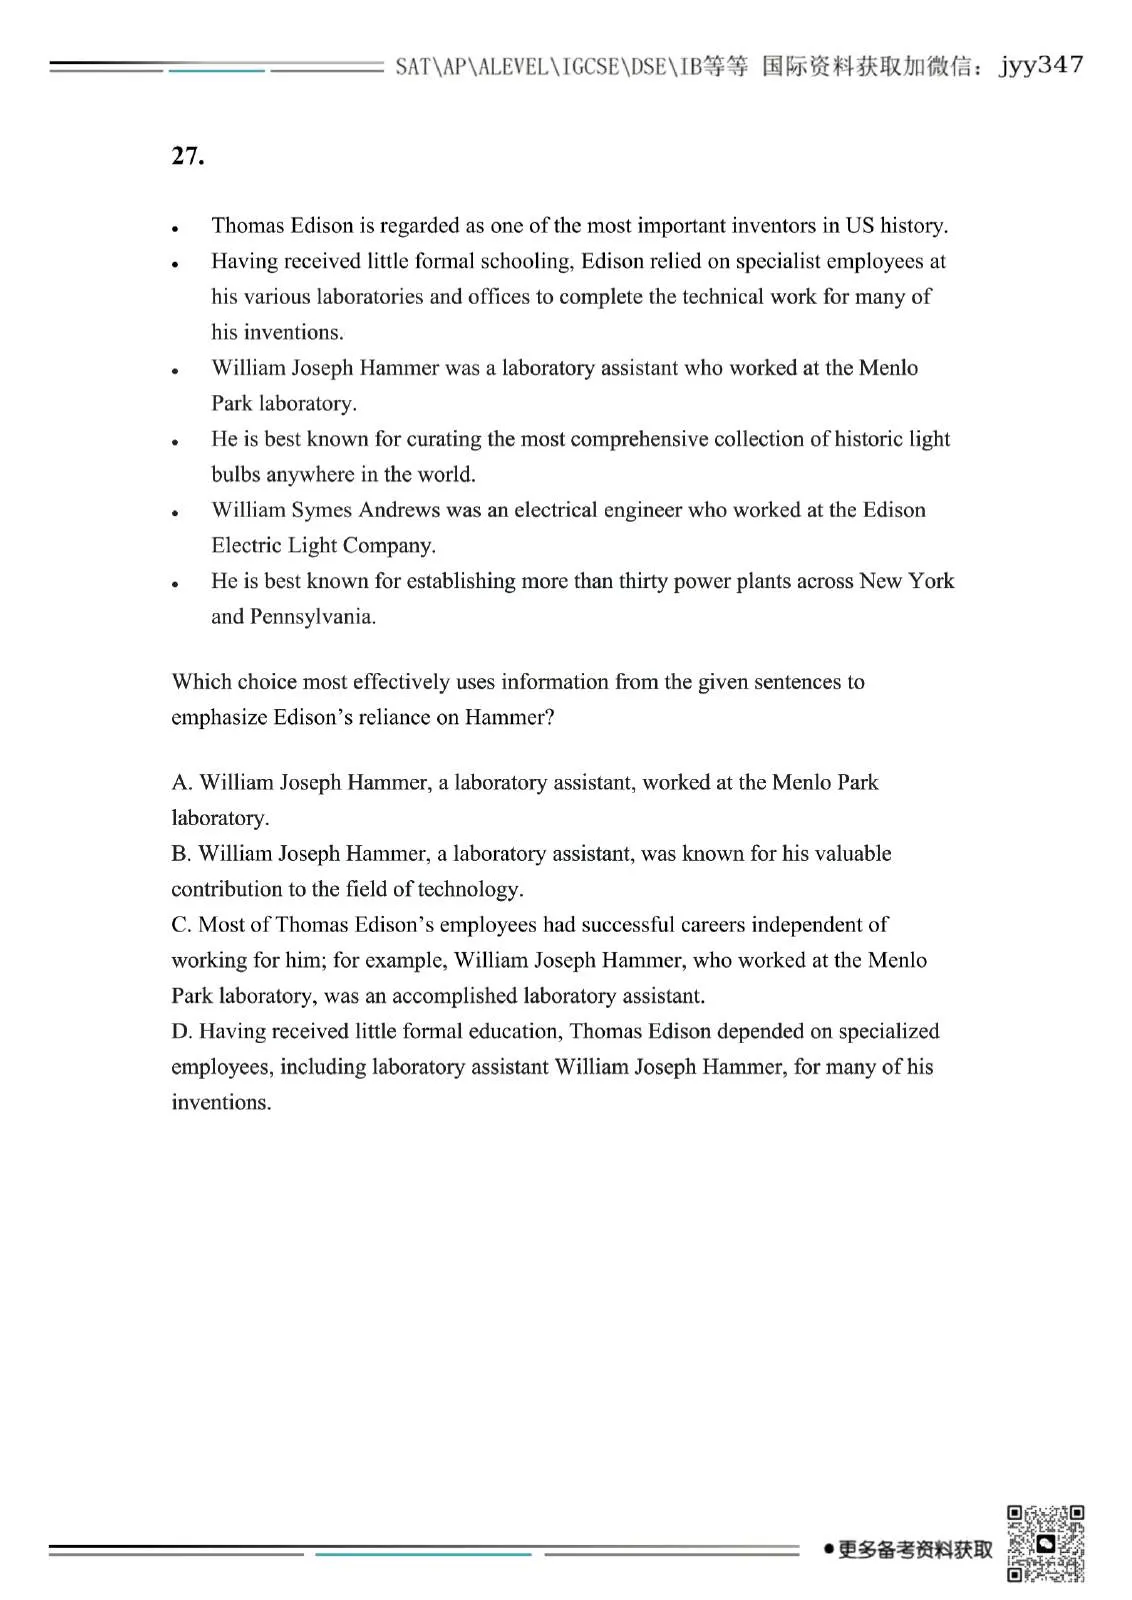 SAT\AP\ALEVEL\IGCSE\DSE\IB等等 国际资料获取加微信：jyy347
27.
• Thomas Edison is regarded as one of the most important inventors in US history.
• Having received little formal schooling, Edison relied on specialist employees at
his various laboratories and offices to complete the technical work for many of
his inventions.
• William Joseph Hammer was a laboratory assistant who worked at the Menlo
Park laboratory.
• He is best known for curating the most comprehensive collection of historic light
bulbs anywhere in the world.
• William Symes Andrews was an electrical engineer who worked at the Edison
Electric Light Company.
• He is best known for establishing more than thirty power plants across New York
and Pennsylvania.
Which choice most effectively uses information from the given sentences to
emphasize Edison’s reliance on Hammer?
A. William Joseph Hammer, a laboratory assistant, worked at the Menlo Park
laboratory.
B. William Joseph Hammer, a laboratory assistant, was known for his valuable
contribution to the field of technology.
C. Most of Thomas Edison’s employees had successful careers independent of
working for him; for example, William Joseph Hammer, who worked at the Menlo
Park laboratory, was an accomplished laboratory assistant.
D. Having received little formal education, Thomas Edison depended on specialized
employees, including laboratory assistant William Joseph Hammer, for many of his
inventions.
●更多备考资料获取